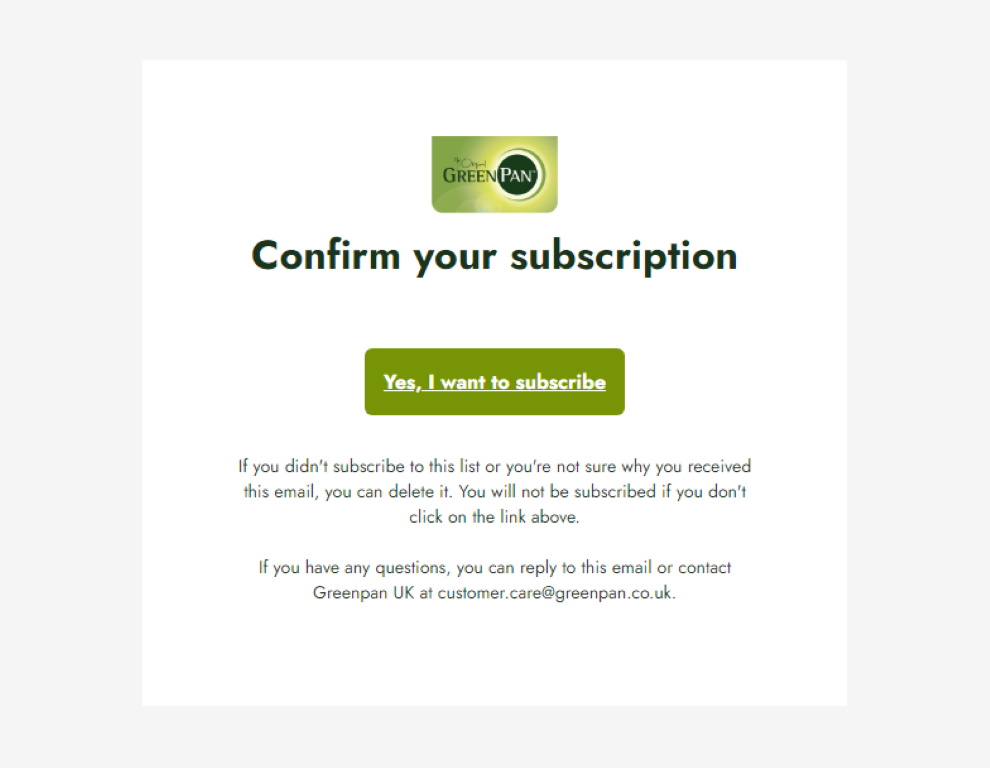 The Original
GREENPAN™
Confirm your subscription
Yes, I want to subscribe
If you didn't subscribe to this list or you're not sure why you received
this email, you can delete it. You will not be subscribed if you don't
click on the link above.
If you have any questions, you can reply to this email or contact
Greenpan UK at customer.care@greenpan.co.uk.